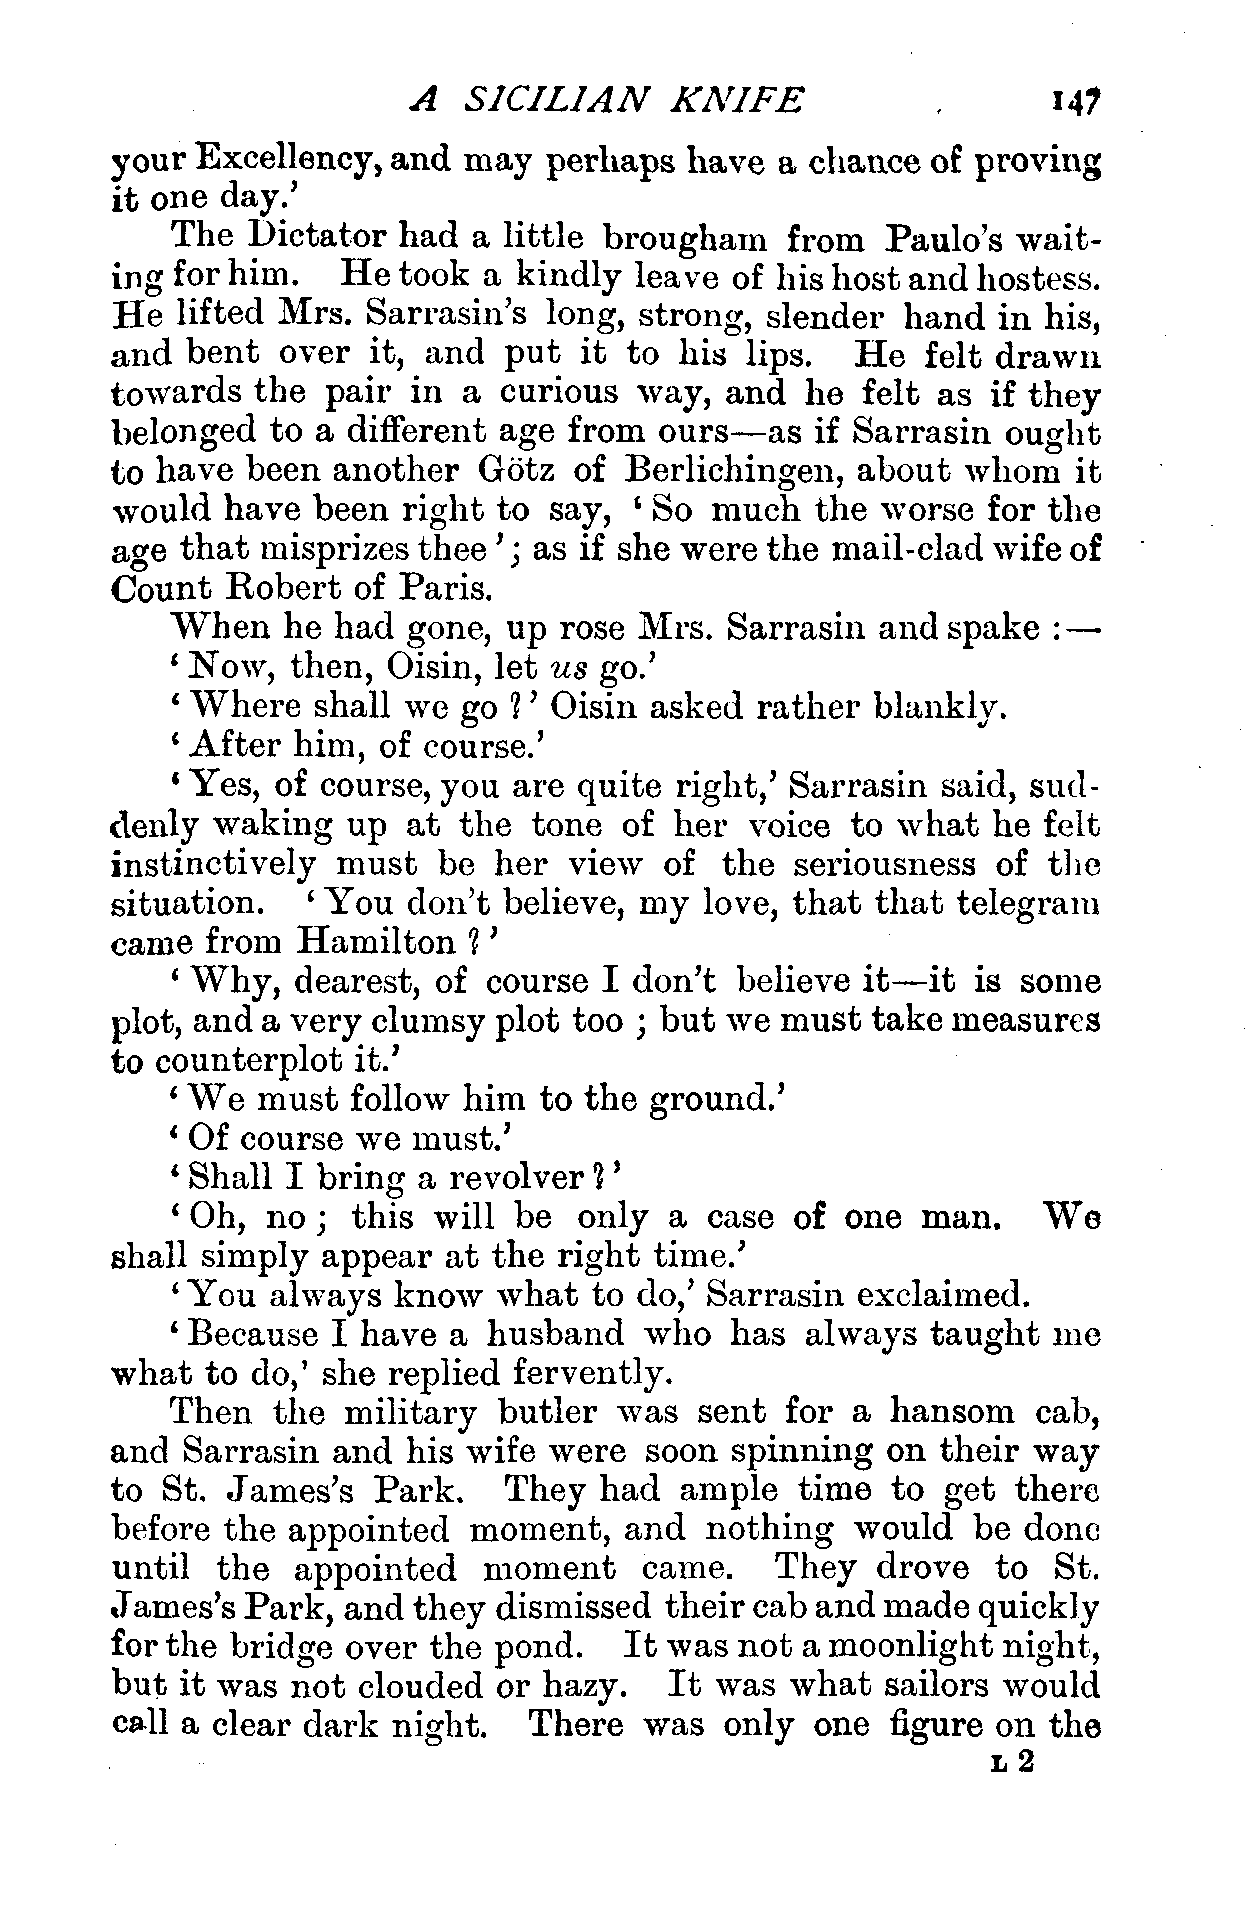 A SICILIAN KNIFE 147
your Excellency, and may perhaps have a chance of proving
it one day.'
The Dictator had a little brougham from Paulo's wait-
ing for him. He took a kindly leave of his host and hostess.
He lifted Mrs. Sarrasin's long, strong, slender hand in his,
and bent over it, and put it to his lips. He felt drawn
towards the pair in a curious way, and he felt as if they
belonged to a different age from ours—as if Sarrasin ought
to have been another Götz of Berlichingen, about whom it
would have been right to say, 'So much the worse for the
age that misprizes thee'; as if she were the mail-clad wife of
Count Robert of Paris.
When he had gone, up rose Mrs. Sarrasin and spake :—
'Now, then, Oisin, let us go.'
'Where shall we go?' Oisin asked rather blankly.
'After him, of course.'
'Yes, of course, you are quite right,' Sarrasin said, sud-
denly waking up at the tone of her voice to what he felt
instinctively must be her view of the seriousness of the
situation. 'You don't believe, my love, that that telegram
came from Hamilton?'
'Why, dearest, of course I don't believe it—it is some
plot, and a very clumsy plot too; but we must take measures
to counterplot it.'
'We must follow him to the ground.'
'Of course we must.'
'Shall I bring a revolver?'
'Oh, no; this will be only a case of one man. We
shall simply appear at the right time.'
'You always know what to do,' Sarrasin exclaimed.
'Because I have a husband who has always taught me
what to do,' she replied fervently.
Then the military butler was sent for a hansom cab,
and Sarrasin and his wife were soon spinning on their way
to St. James's Park. They had ample time to get there
before the appointed moment, and nothing would be done
until the appointed moment came. They drove to St.
James's Park, and they dismissed their cab and made quickly
for the bridge over the pond. It was not a moonlight night,
but it was not clouded or hazy. It was what sailors would
call a clear dark night. There was only one figure on the
L 2